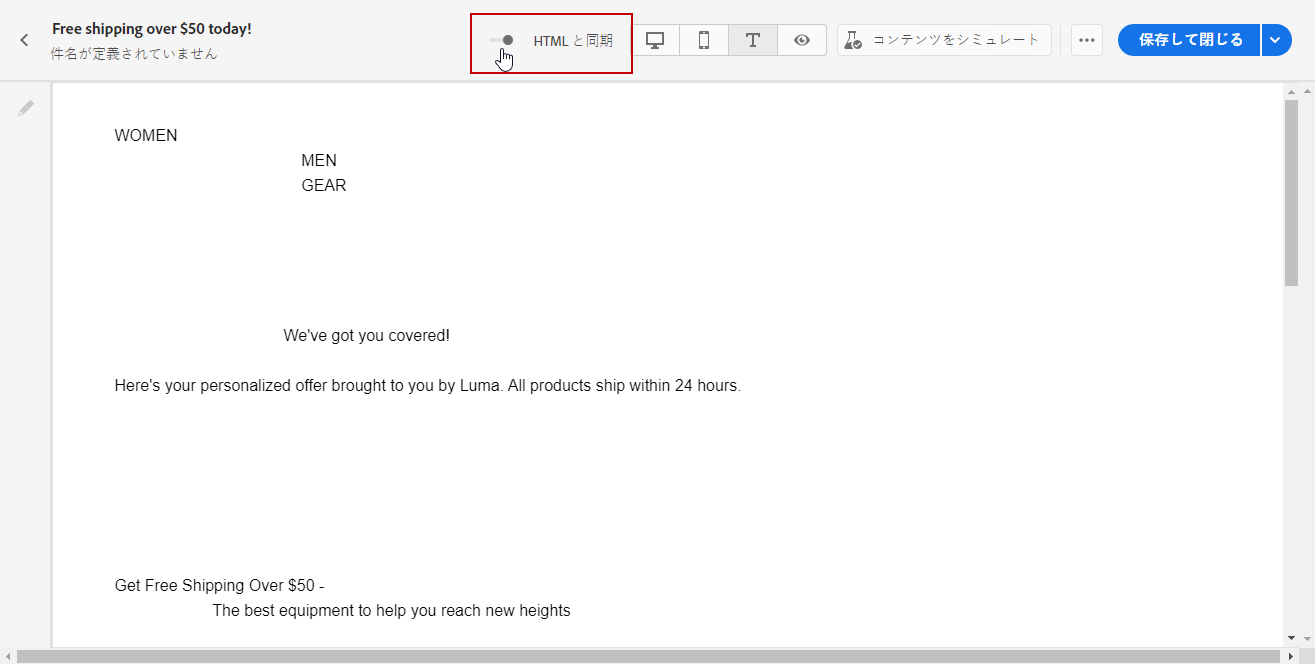 Free shipping over $50 today!
件名が定義されていません
HTML と同期
コンテンツをシミュレート
保存して閉じる
WOMEN
MEN
GEAR
We've got you covered!
Here's your personalized offer brought to you by Luma. All products ship within 24 hours.
Get Free Shipping Over $50 -
The best equipment to help you reach new heights